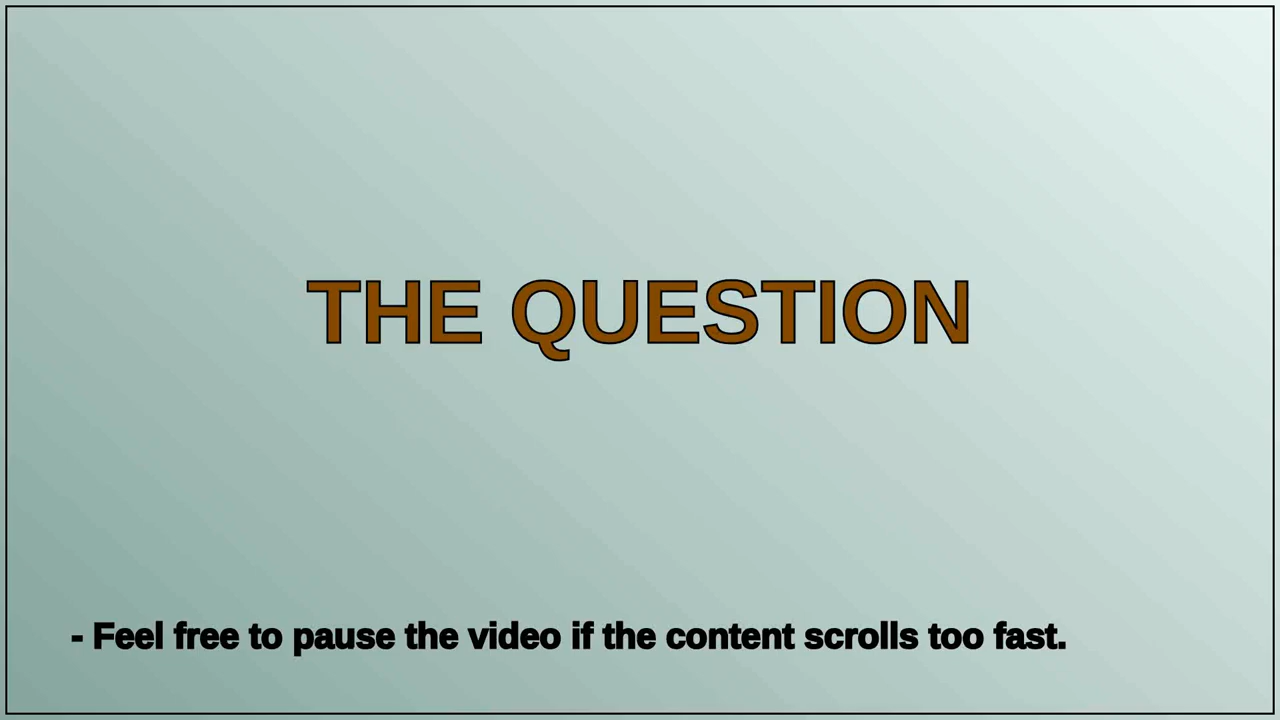 THE QUESTION
- Feel free to pause the video if the content scrolls too fast.